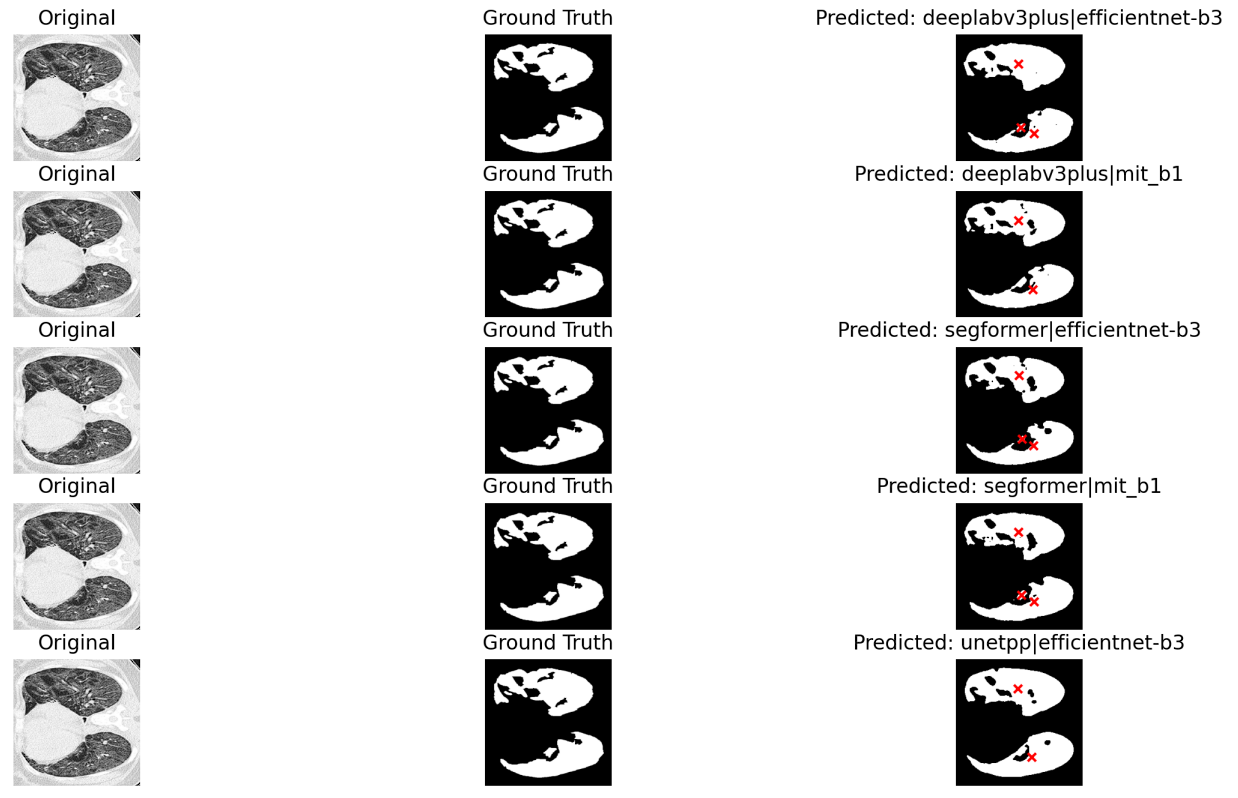 Original Ground Truth Predicted: deeplabv3plus|efficientnet-b3
Original Ground Truth Predicted: deeplabv3plus|mit_b1
Original Ground Truth Predicted: segformer|efficientnet-b3
Original Ground Truth Predicted: segformer|mit_b1
Original Ground Truth Predicted: unetpp|efficientnet-b3